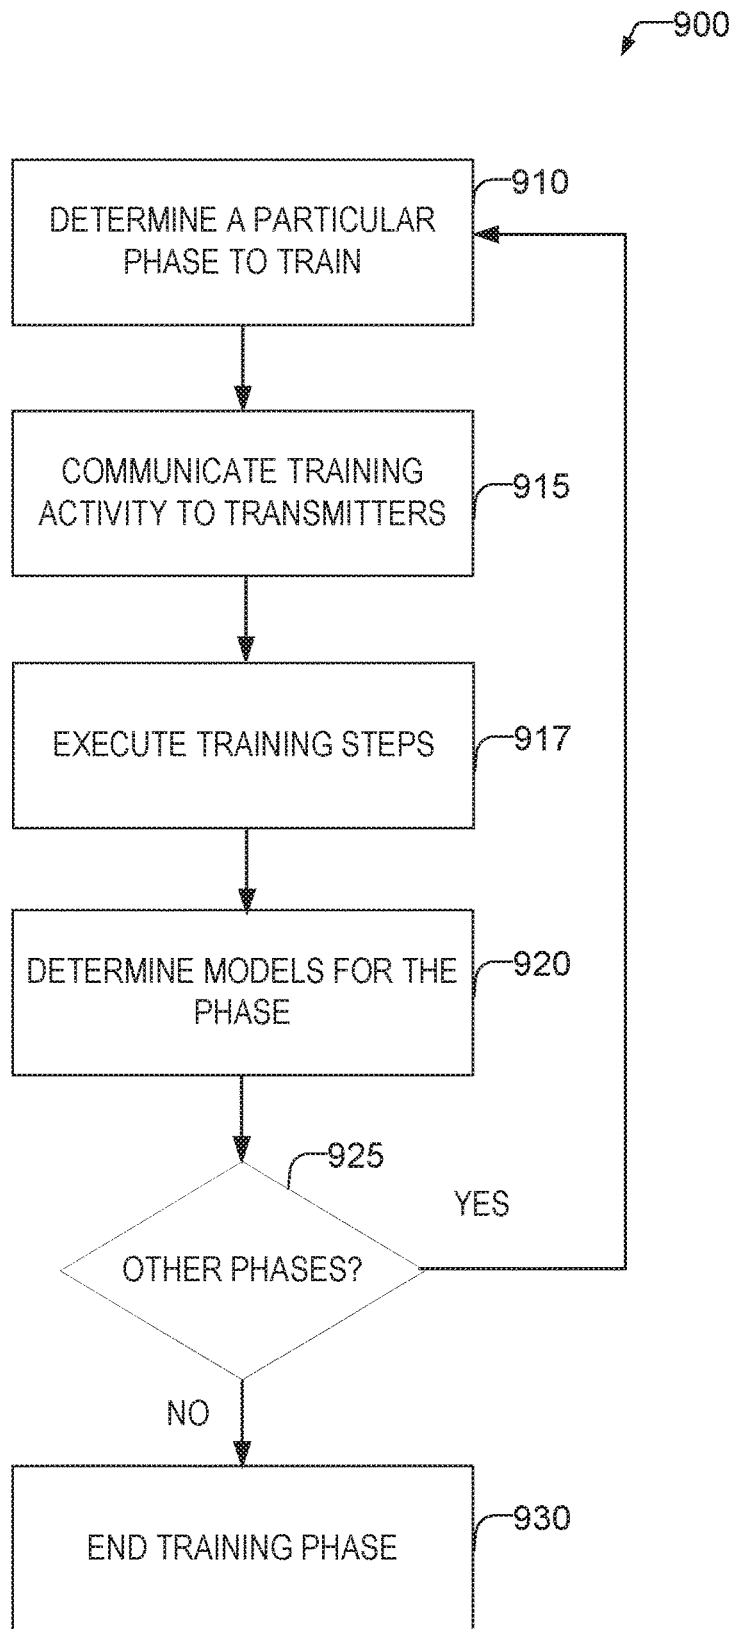 900
910
DETERMINE A PARTICULAR
PHASE TO TRAIN
COMMUNICATE TRAINING
ACTIVITY TO TRANSMITTERS
915
EXECUTE TRAINING STEPS
917
DETERMINE MODELS FOR THE
PHASE
920
925
YES
OTHER PHASES?
NO
END TRAINING PHASE
930